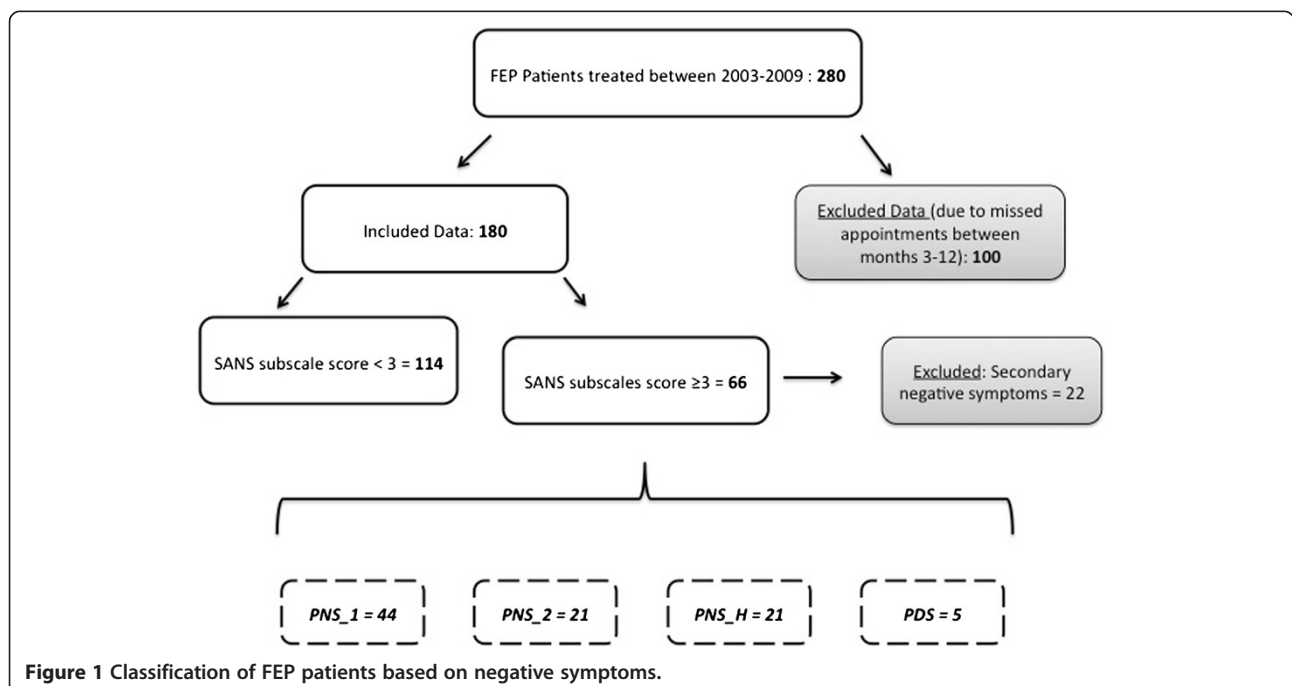 FEP Patients treated between 2003-2009 : 280
Included Data: 180
Excluded Data (due to missed
appointments between
months 3-12): 100
SANS subscale score < 3 = 114
SANS subscales score ≥3 = 66
Excluded: Secondary
negative symptoms = 22
PNS_1 = 44
PNS_2 = 21
PNS_H = 21
PDS = 5
Figure 1 Classification of FEP patients based on negative symptoms.